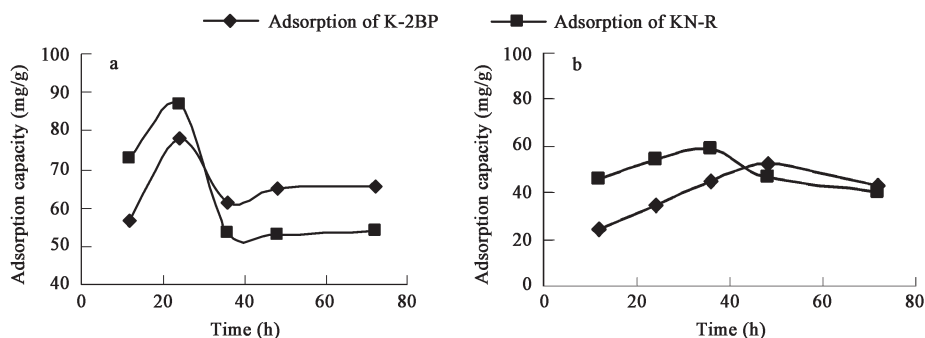 Adsorption of K-2BP
Adsorption of KN-R
a
Adsorption capacity (mg/g)
100
90
80
70
60
50
40
0
20
40
60
80
Time (h)
b
Adsorption capacity (mg/g)
100
80
60
40
20
0
0
20
40
60
80
Time (h)